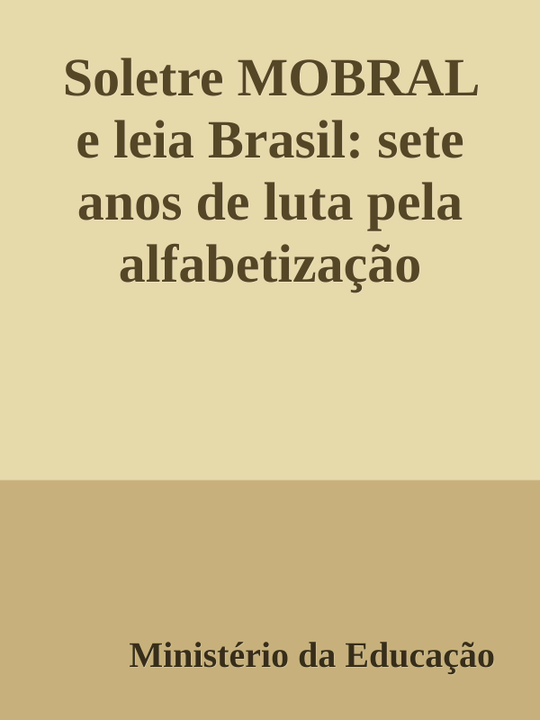 Soletre MOBRAL
e leia Brasil: sete
anos de luta pela
alfabetização
Ministério da Educação